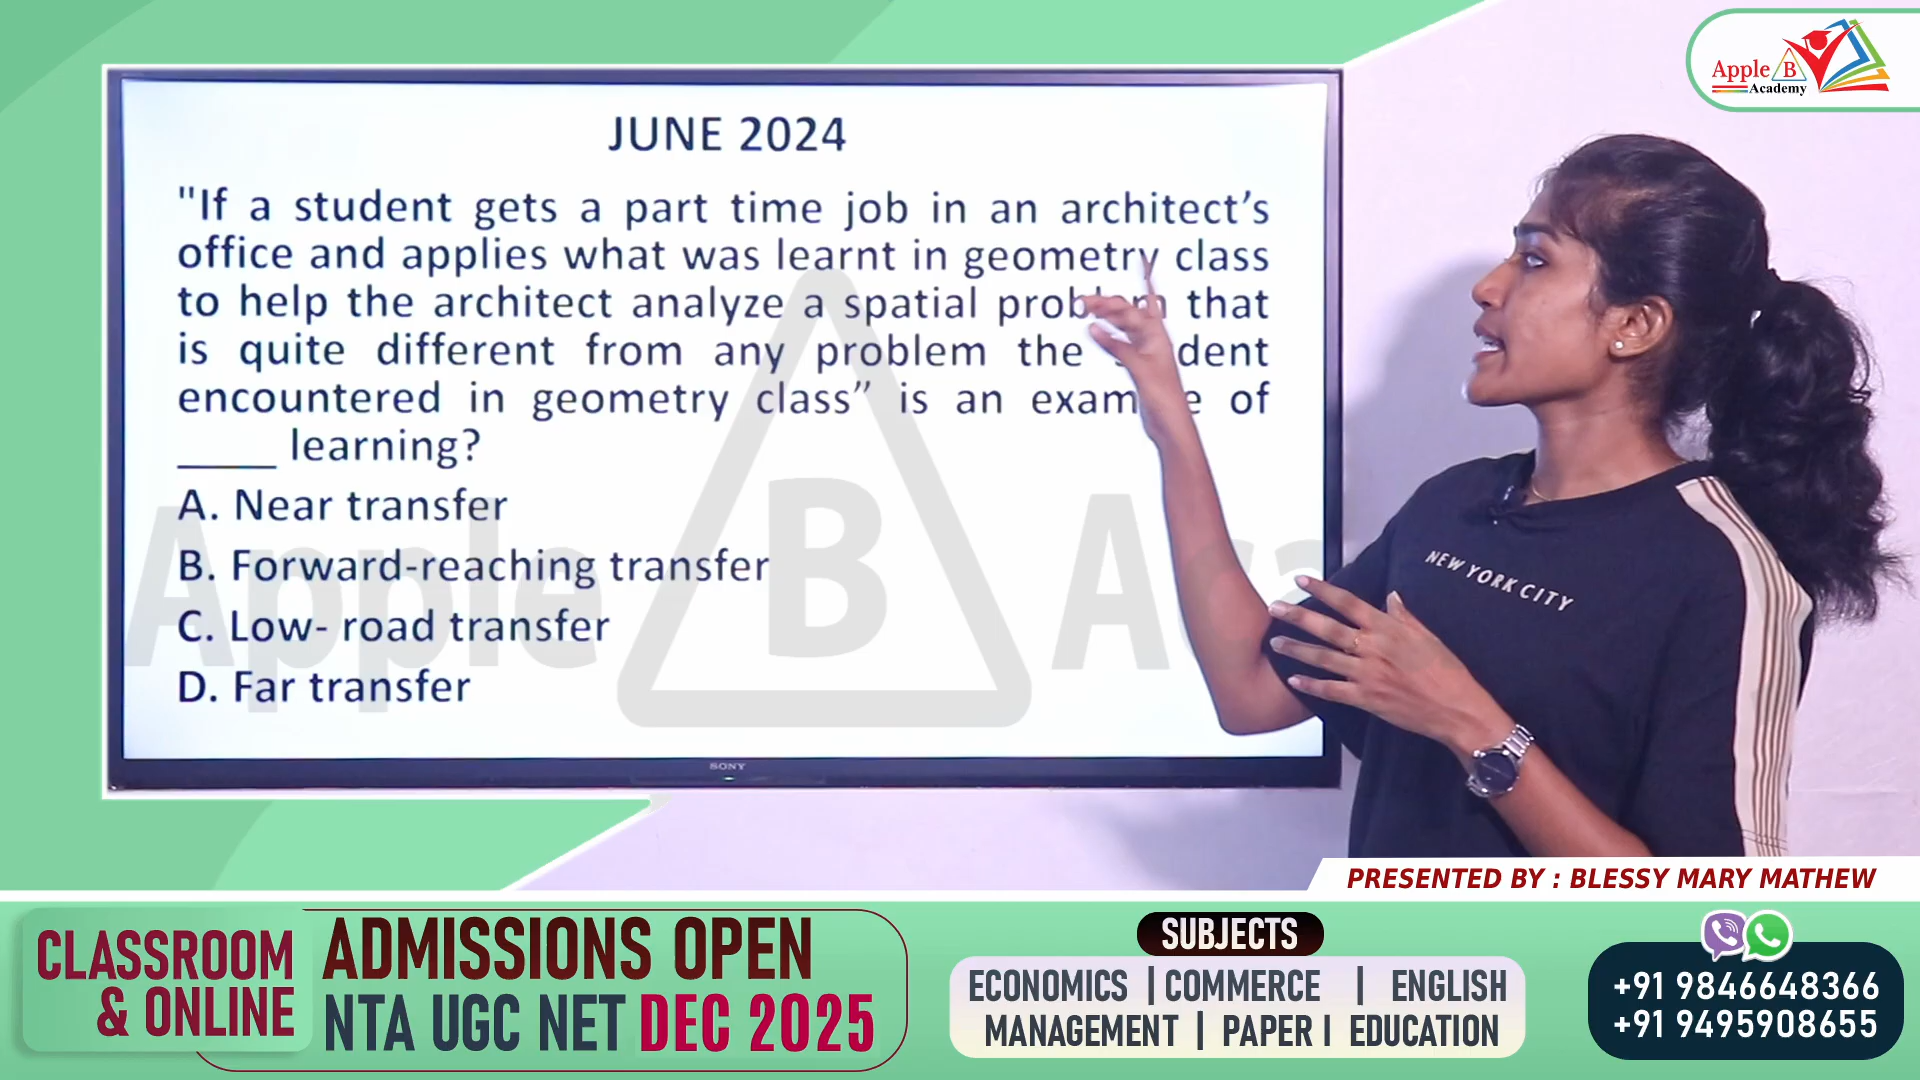 Apple B
Academy
JUNE 2024
"If a student gets a part time job in an architect’s
office and applies what was learnt in geometry class
to help the architect analyze a spatial problem that
is quite different from any problem the student
encountered in geometry class” is an example of
____ learning?
A. Near transfer
B. Forward-reaching transfer
C. Low- road transfer
D. Far transfer
Apple B Aca
SONY
NEW YORK CITY
PRESENTED BY : BLESSY MARY MATHEW
CLASSROOM
& ONLINE
ADMISSIONS OPEN
NTA UGC NET DEC 2025
SUBJECTS
ECONOMICS | COMMERCE | ENGLISH
MANAGEMENT | PAPER I EDUCATION
+91 9846648366
+91 9495908655